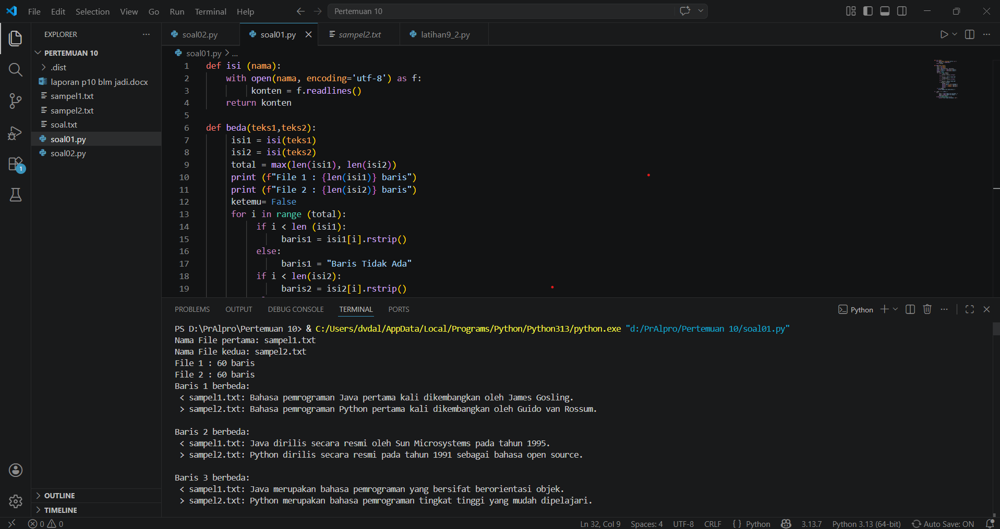 File Edit Selection View Go Run Terminal Help
Pertemuan 10
EXPLORER
PERTEMUAN 10
.dist
laporan p10 blm jadi.docx
sampel1.txt
sampel2.txt
soal.txt
soal01.py
soal02.py
1
OUTLINE
TIMELINE
soal02.py soal01.py sampel2.txt latihan9_2.py
soal01.py > ...
1 def isi (nama):
2 with open(nama, encoding='utf-8') as f:
3 konten = f.readlines()
4 return konten
5
6 def beda(teks1,teks2):
7 isi1 = isi(teks1)
8 isi2 = isi(teks2)
9 total = max(len(isi1), len(isi2))
10 print (f"File 1 : {len(isi1)} baris")
11 print (f"File 2 : {len(isi2)} baris")
12 ketemu= False
13 for i in range (total):
14 if i < len (isi1):
15 baris1 = isi1[i].rstrip()
16 else:
17 baris1 = "Baris Tidak Ada"
18 if i < len(isi2):
19 baris2 = isi2[i].rstrip()
PROBLEMS OUTPUT DEBUG CONSOLE TERMINAL PORTS
Python
PS D:\PrAlpro\Pertemuan 10> & C:/Users/dvdal/AppData/Local/Programs/Python/Python313/python.exe "d:/PrAlpro/Pertemuan 10/soal01.py"
Nama File pertama: sampel1.txt
Nama File kedua: sampel2.txt
File 1 : 60 baris
File 2 : 60 baris
Baris 1 berbeda:
< sampel1.txt: Bahasa pemrograman Java pertama kali dikembangkan oleh James Gosling.
> sampel2.txt: Bahasa pemrograman Python pertama kali dikembangkan oleh Guido van Rossum.
Baris 2 berbeda:
< sampel1.txt: Java dirilis secara resmi oleh Sun Microsystems pada tahun 1995.
> sampel2.txt: Python dirilis secara resmi pada tahun 1991 sebagai bahasa open source.
Baris 3 berbeda:
< sampel1.txt: Java merupakan bahasa pemrograman yang bersifat berorientasi objek.
> sampel2.txt: Python merupakan bahasa pemrograman tingkat tinggi yang mudah dipelajari.
0 0 Ln 32, Col 9 Spaces: 4 UTF-8 CRLF {} Python 3.13.7 Python 3.13 (64-bit) Auto Save: ON